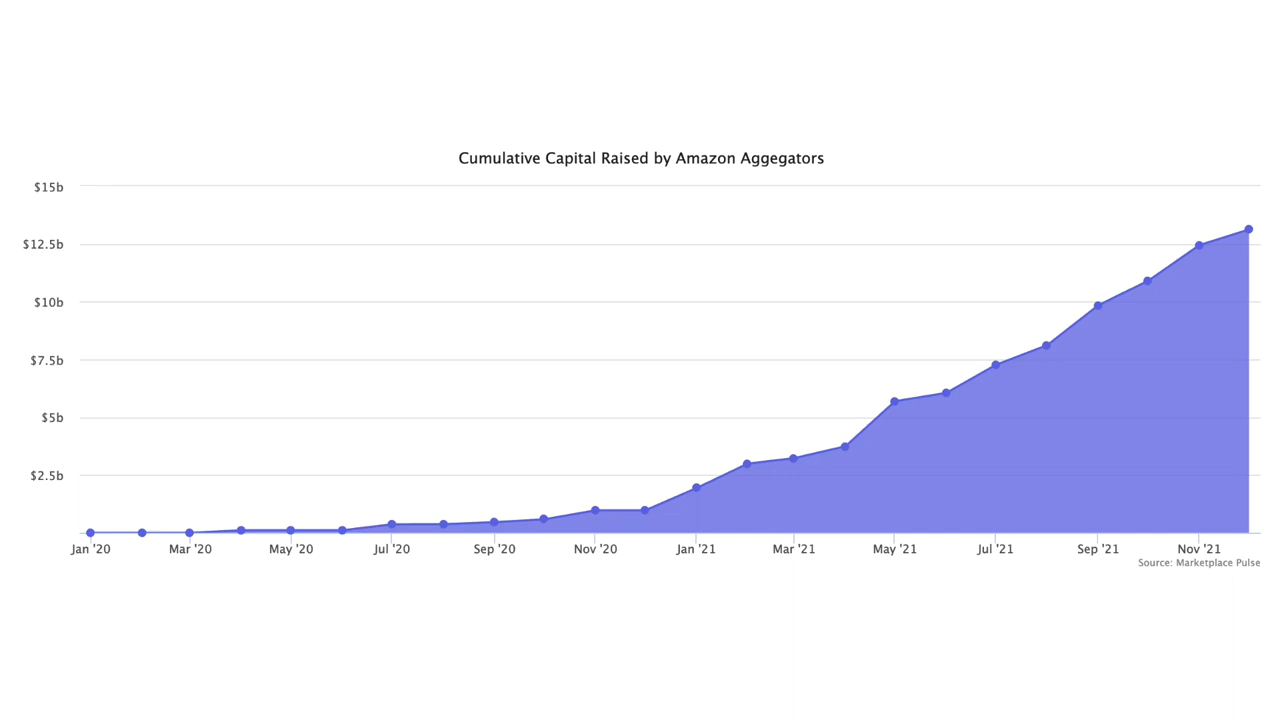 Cumulative Capital Raised by Amazon Aggegators
$15b
$12.5b
$10b
$7.5b
$5b
$2.5b
Jan '20 Mar '20 May '20 Jul '20 Sep '20 Nov '20 Jan '21 Mar '21 May '21 Jul '21 Sep '21 Nov '21
Source: Marketplace Pulse